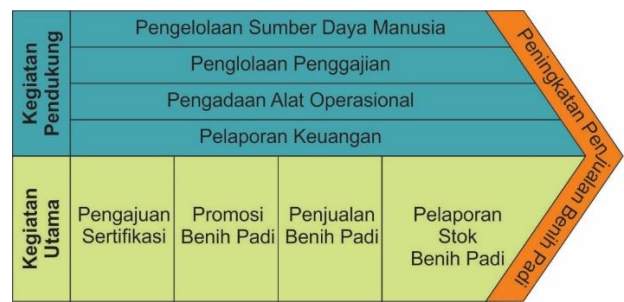 Kegiatan
Pendukung
Pengelolaan Sumber Daya Manusia
Penglolaan Penggajian
Pengadaan Alat Operasional
Pelaporan Keuangan
Kegiatan
Utama
Pengajuan
Sertifikasi
Promosi
Benih Padi
Penjualan
Benih Padi
Pelaporan
Stok
Benih Padi
Peningkatan Penjualan Benih Padi